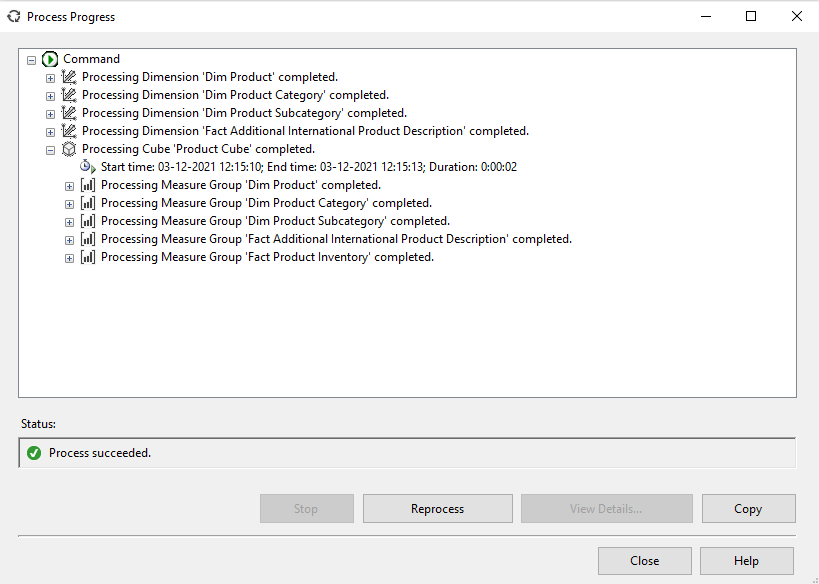 Process Progress
Command
Processing Dimension 'Dim Product' completed.
Processing Dimension 'Dim Product Category' completed.
Processing Dimension 'Dim Product Subcategory' completed.
Processing Dimension 'Fact Additional International Product Description' completed.
Processing Cube 'Product Cube' completed.
Start time: 03-12-2021 12:15:10; End time: 03-12-2021 12:15:13; Duration: 0:00:02
Processing Measure Group 'Dim Product' completed.
Processing Measure Group 'Dim Product Category' completed.
Processing Measure Group 'Dim Product Subcategory' completed.
Processing Measure Group 'Fact Additional International Product Description' completed.
Processing Measure Group 'Fact Product Inventory' completed.
Status:
Process succeeded.
Stop Reprocess View Details... Copy
Close Help